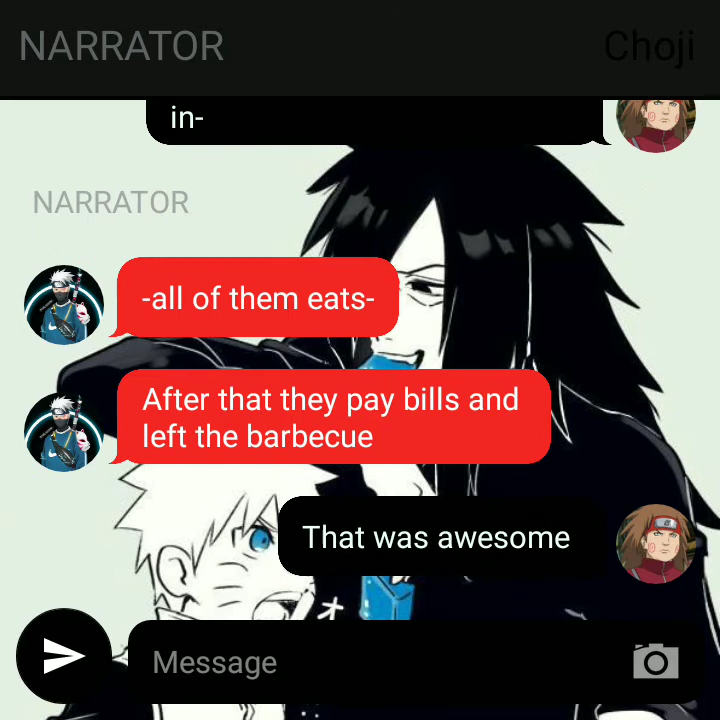 NARRATOR
Choji
in-
NARRATOR
-all of them eats-
After that they pay bills and
left the barbecue
That was awesome
Message